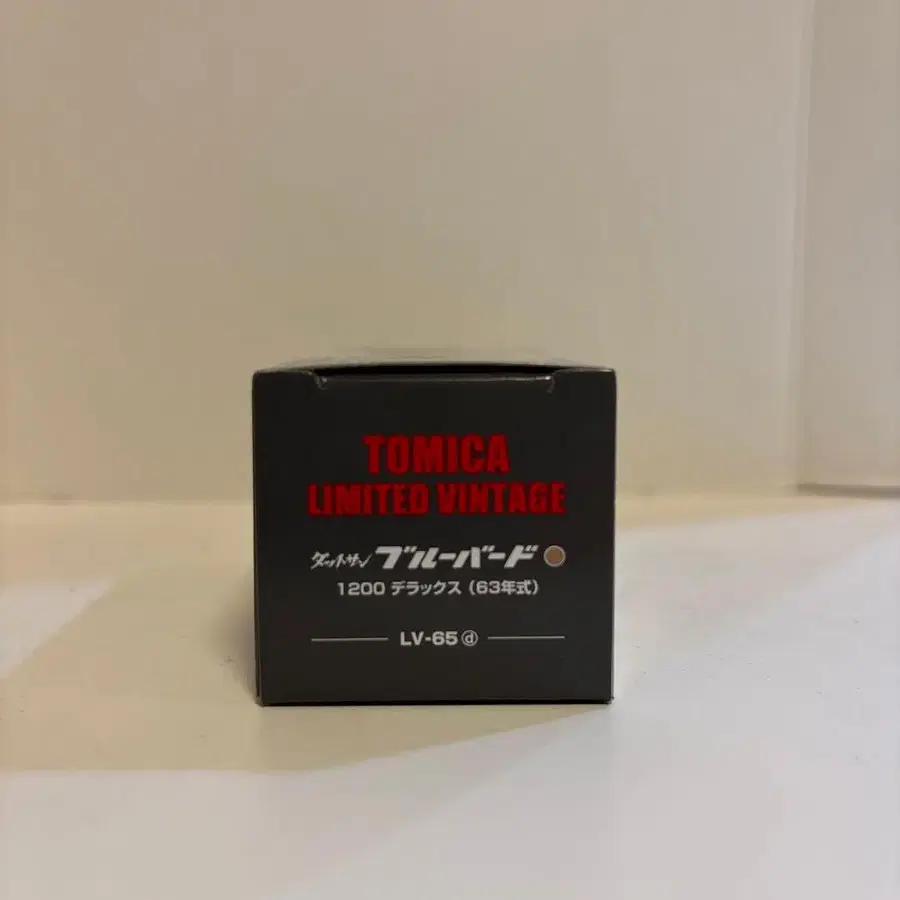 TOMICA
LIMITED VINTAGE
ダットサン ブルーバード
1200 デラックス (63年式)
LV-65 ⓓ